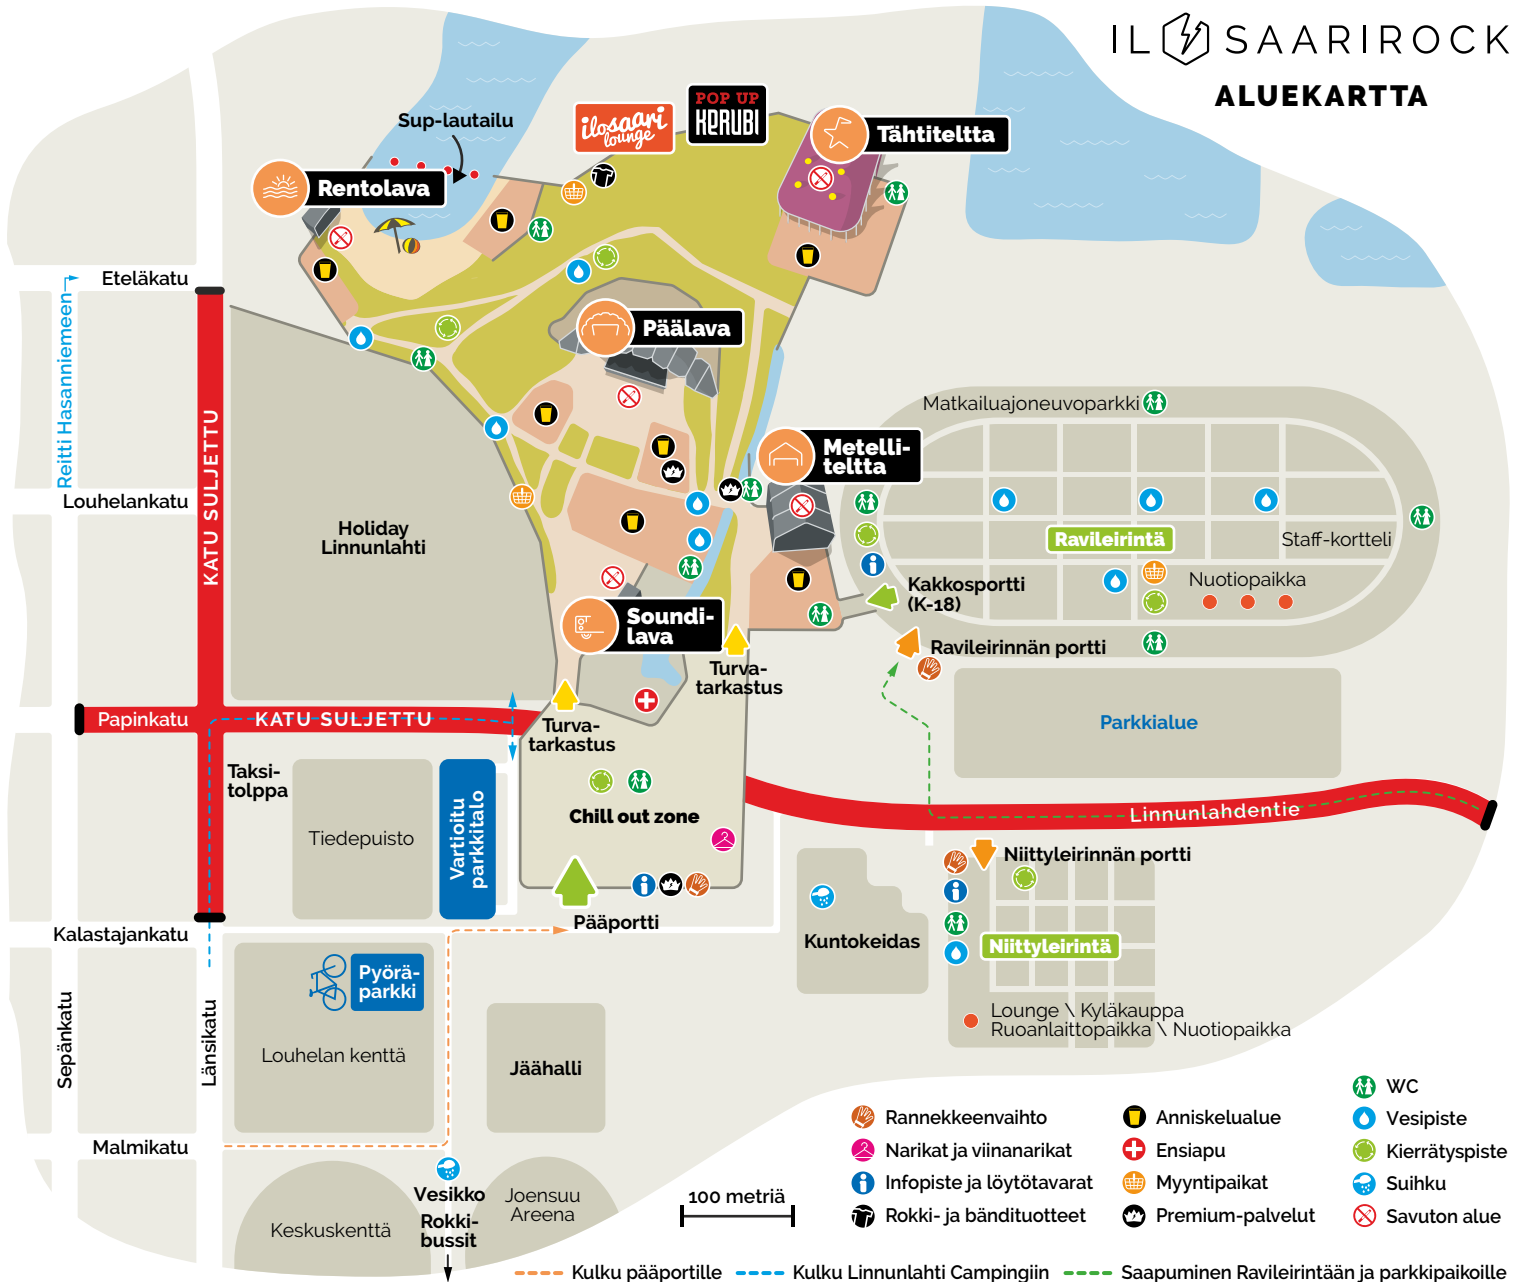 ILOSAARIROCK
ALUEKARTTA
Sup-lautailu
ilosaari
lounge
POP UP
KERUBI
Tähtiteltta
Rentolava
Eteläkatu
Reitti Hasanniemeen
KATU SULJETTU
Päälava
Matkailuajoneuvoparkki
Metelli-
teltta
Louhelankatu
Holiday
Linnunlahti
Ravileirintä
Staff-kortteli
Nuotiopaikka
Kakkosportti
(K-18)
Soundi-
lava
Ravileirinnän portti
Turva-
tarkastus
Papinkatu
KATU SULJETTU
Turva-
tarkastus
Parkkialue
Taksi-
tolppa
Tiedepuisto
Vartioitu
parkkitalo
Chill out zone
Linnunlahdentie
Niittyleirinnän portti
Pääportti
Kalastajankatu
Kuntokeidas
Niittyleirintä
Pyörä-
parkki
Sepänkatu
Länsikatu
Louhelan kenttä
Jäähalli
Lounge \ Kyläkauppa
Ruoanlaittopaikka \ Nuotiopaikka
Malmikatu
Vesikko
Rokki-
bussit
Joensuu
Areena
Keskuskenttä
100 metriä
Rannekkeenvaihto
Narikat ja viinanarikat
Infopiste ja löytötavarat
Rokki- ja bändituotteet
Anniskelualue
Ensiapu
Myyntipaikat
Premium-palvelut
WC
Vesipiste
Kierrätyspiste
Suihku
Savuton alue
Kulku pääportille
Kulku Linnunlahti Campingiin
Saapuminen Ravileirintään ja parkkipaikoille